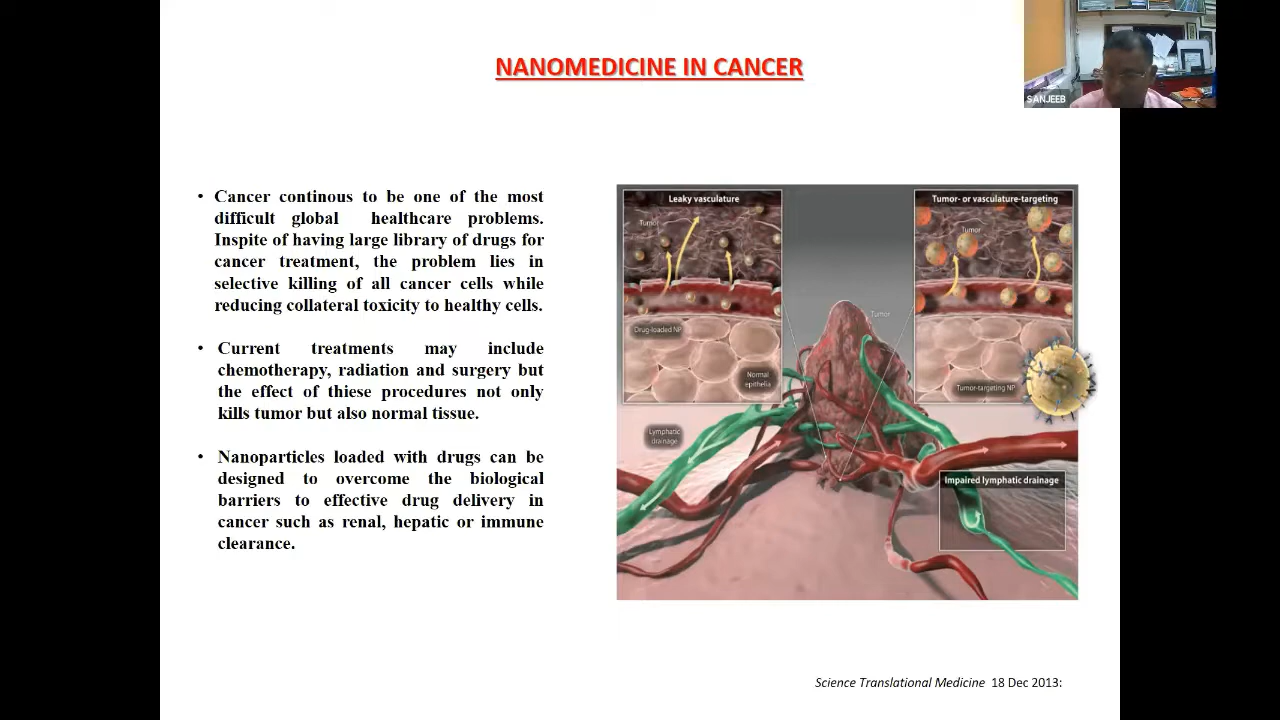 NANOMEDICINE IN CANCER
SANJEEB
• Cancer continous to be one of the most
difficult global healthcare problems.
Inspite of having large library of drugs for
cancer treatment, the problem lies in
selective killing of all cancer cells while
reducing collateral toxicity to healthy cells.
• Current treatments may include
chemotherapy, radiation and surgery but
the effect of thiese procedures not only
kills tumor but also normal tissue.
• Nanoparticles loaded with drugs can be
designed to overcome the biological
barriers to effective drug delivery in
cancer such as renal, hepatic or immune
clearance.
Leaky vasculature
Tumor
Drug-loaded NP
Normal
epithelia
Tumor- or vasculature-targeting
Tumor
Tumor-targeting NP
Tumor
Lymphatic
drainage
Impaired lymphatic drainage
Science Translational Medicine 18 Dec 2013: